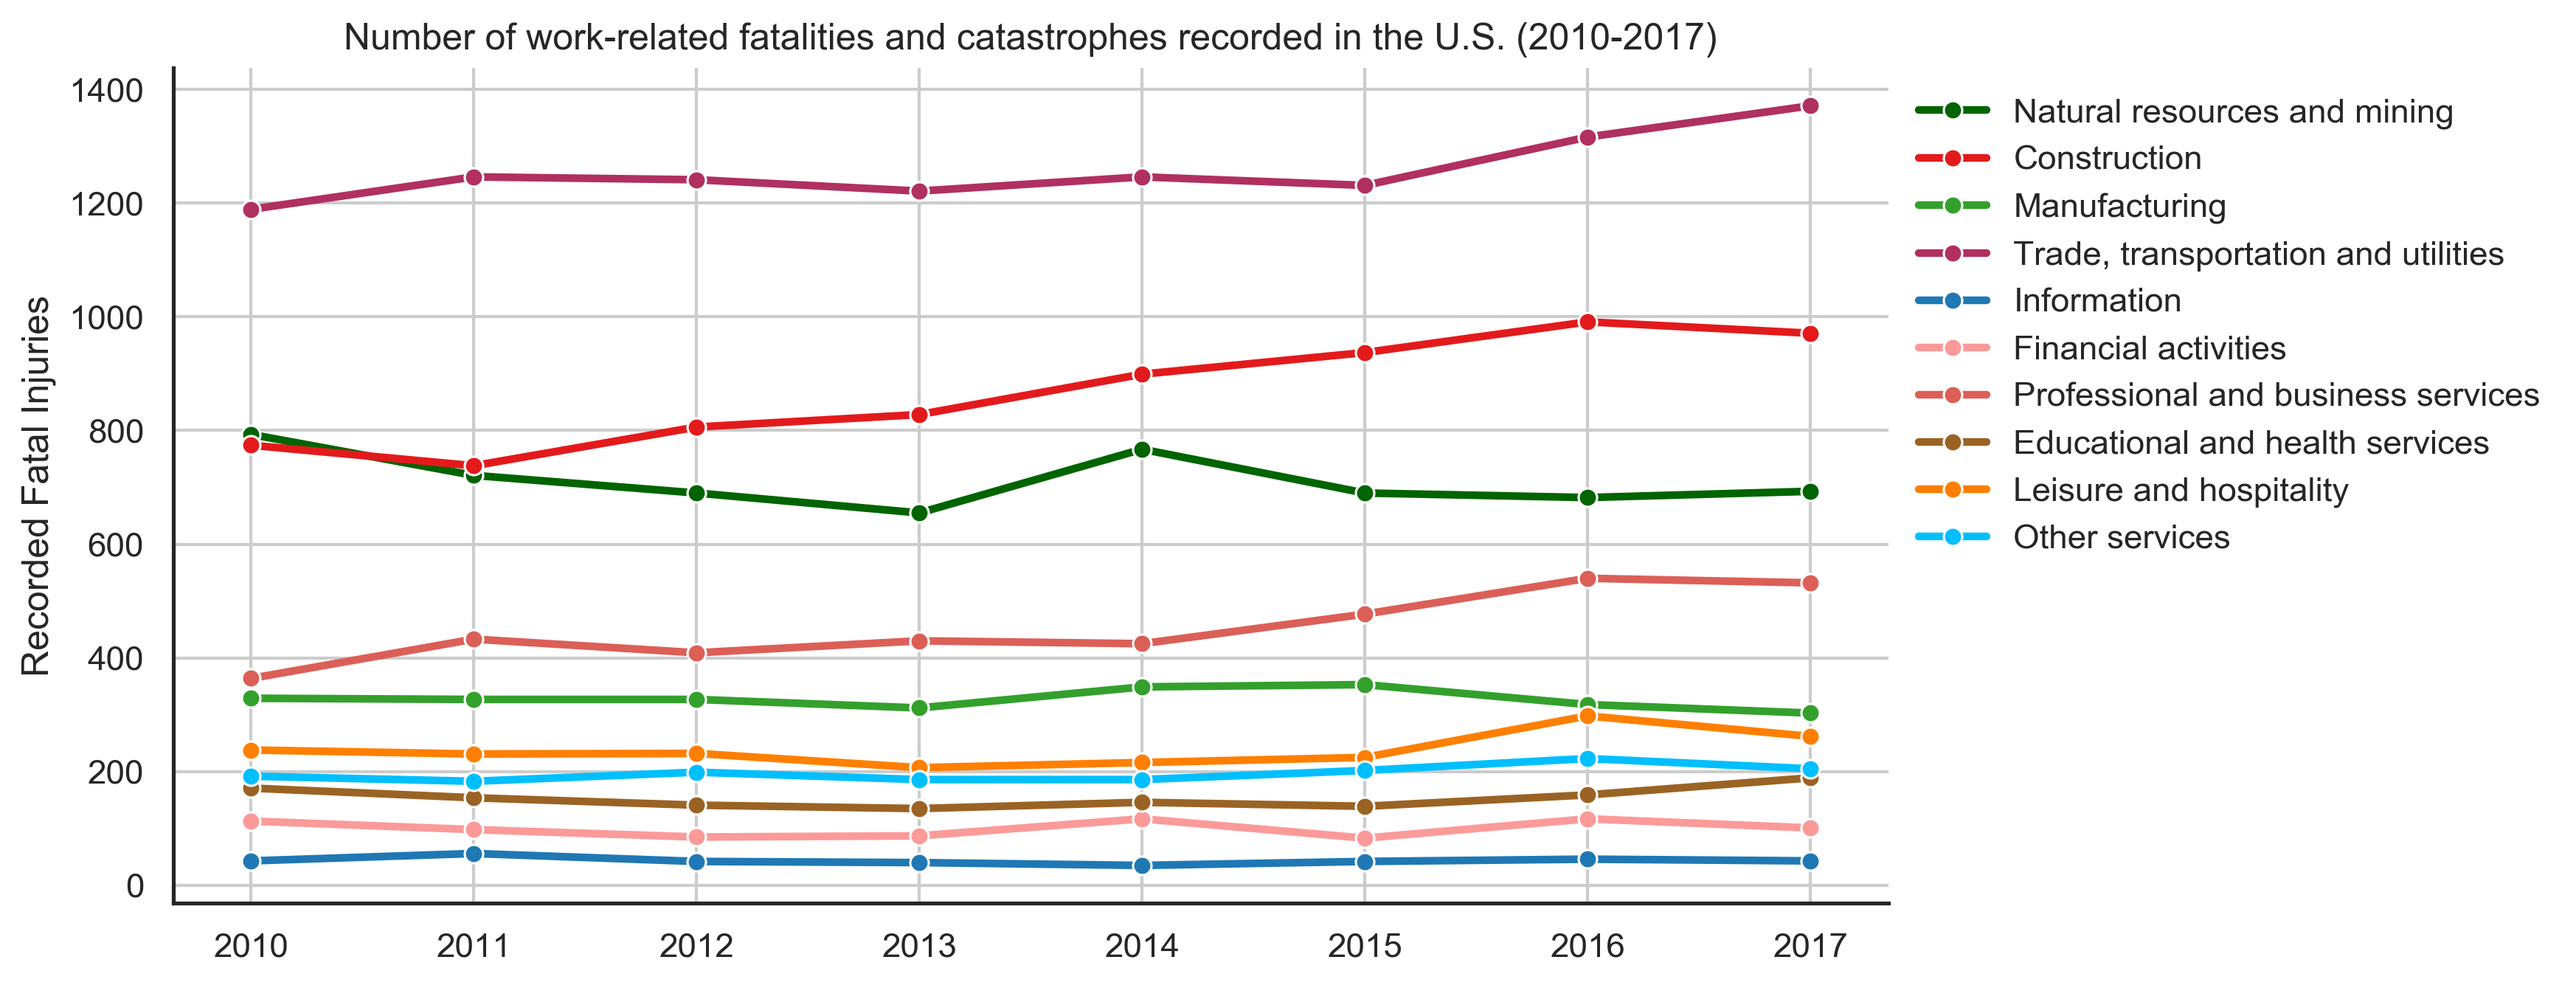 Number of work-related fatalities and catastrophes recorded in the U.S. (2010-2017)
Recorded Fatal Injuries
1400
1200
1000
800
600
400
200
0
2010 2011 2012 2013 2014 2015 2016 2017
Natural resources and mining
Construction
Manufacturing
Trade, transportation and utilities
Information
Financial activities
Professional and business services
Educational and health services
Leisure and hospitality
Other services